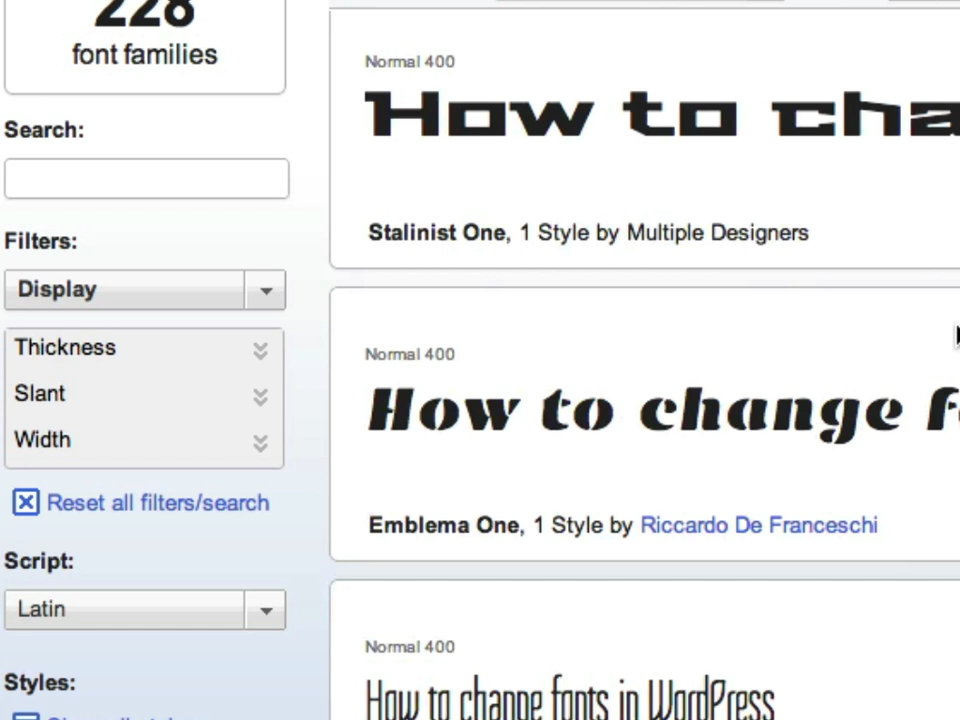 228
font families
Search:
Filters:
Display
Thickness
Slant
Width
Reset all filters/search
Script:
Latin
Styles:
Normal 400
How to cha
Stalinist One, 1 Style by Multiple Designers
Normal 400
How to change f
Emblema One, 1 Style by Riccardo De Franceschi
Normal 400
How to change fonts in WordPress